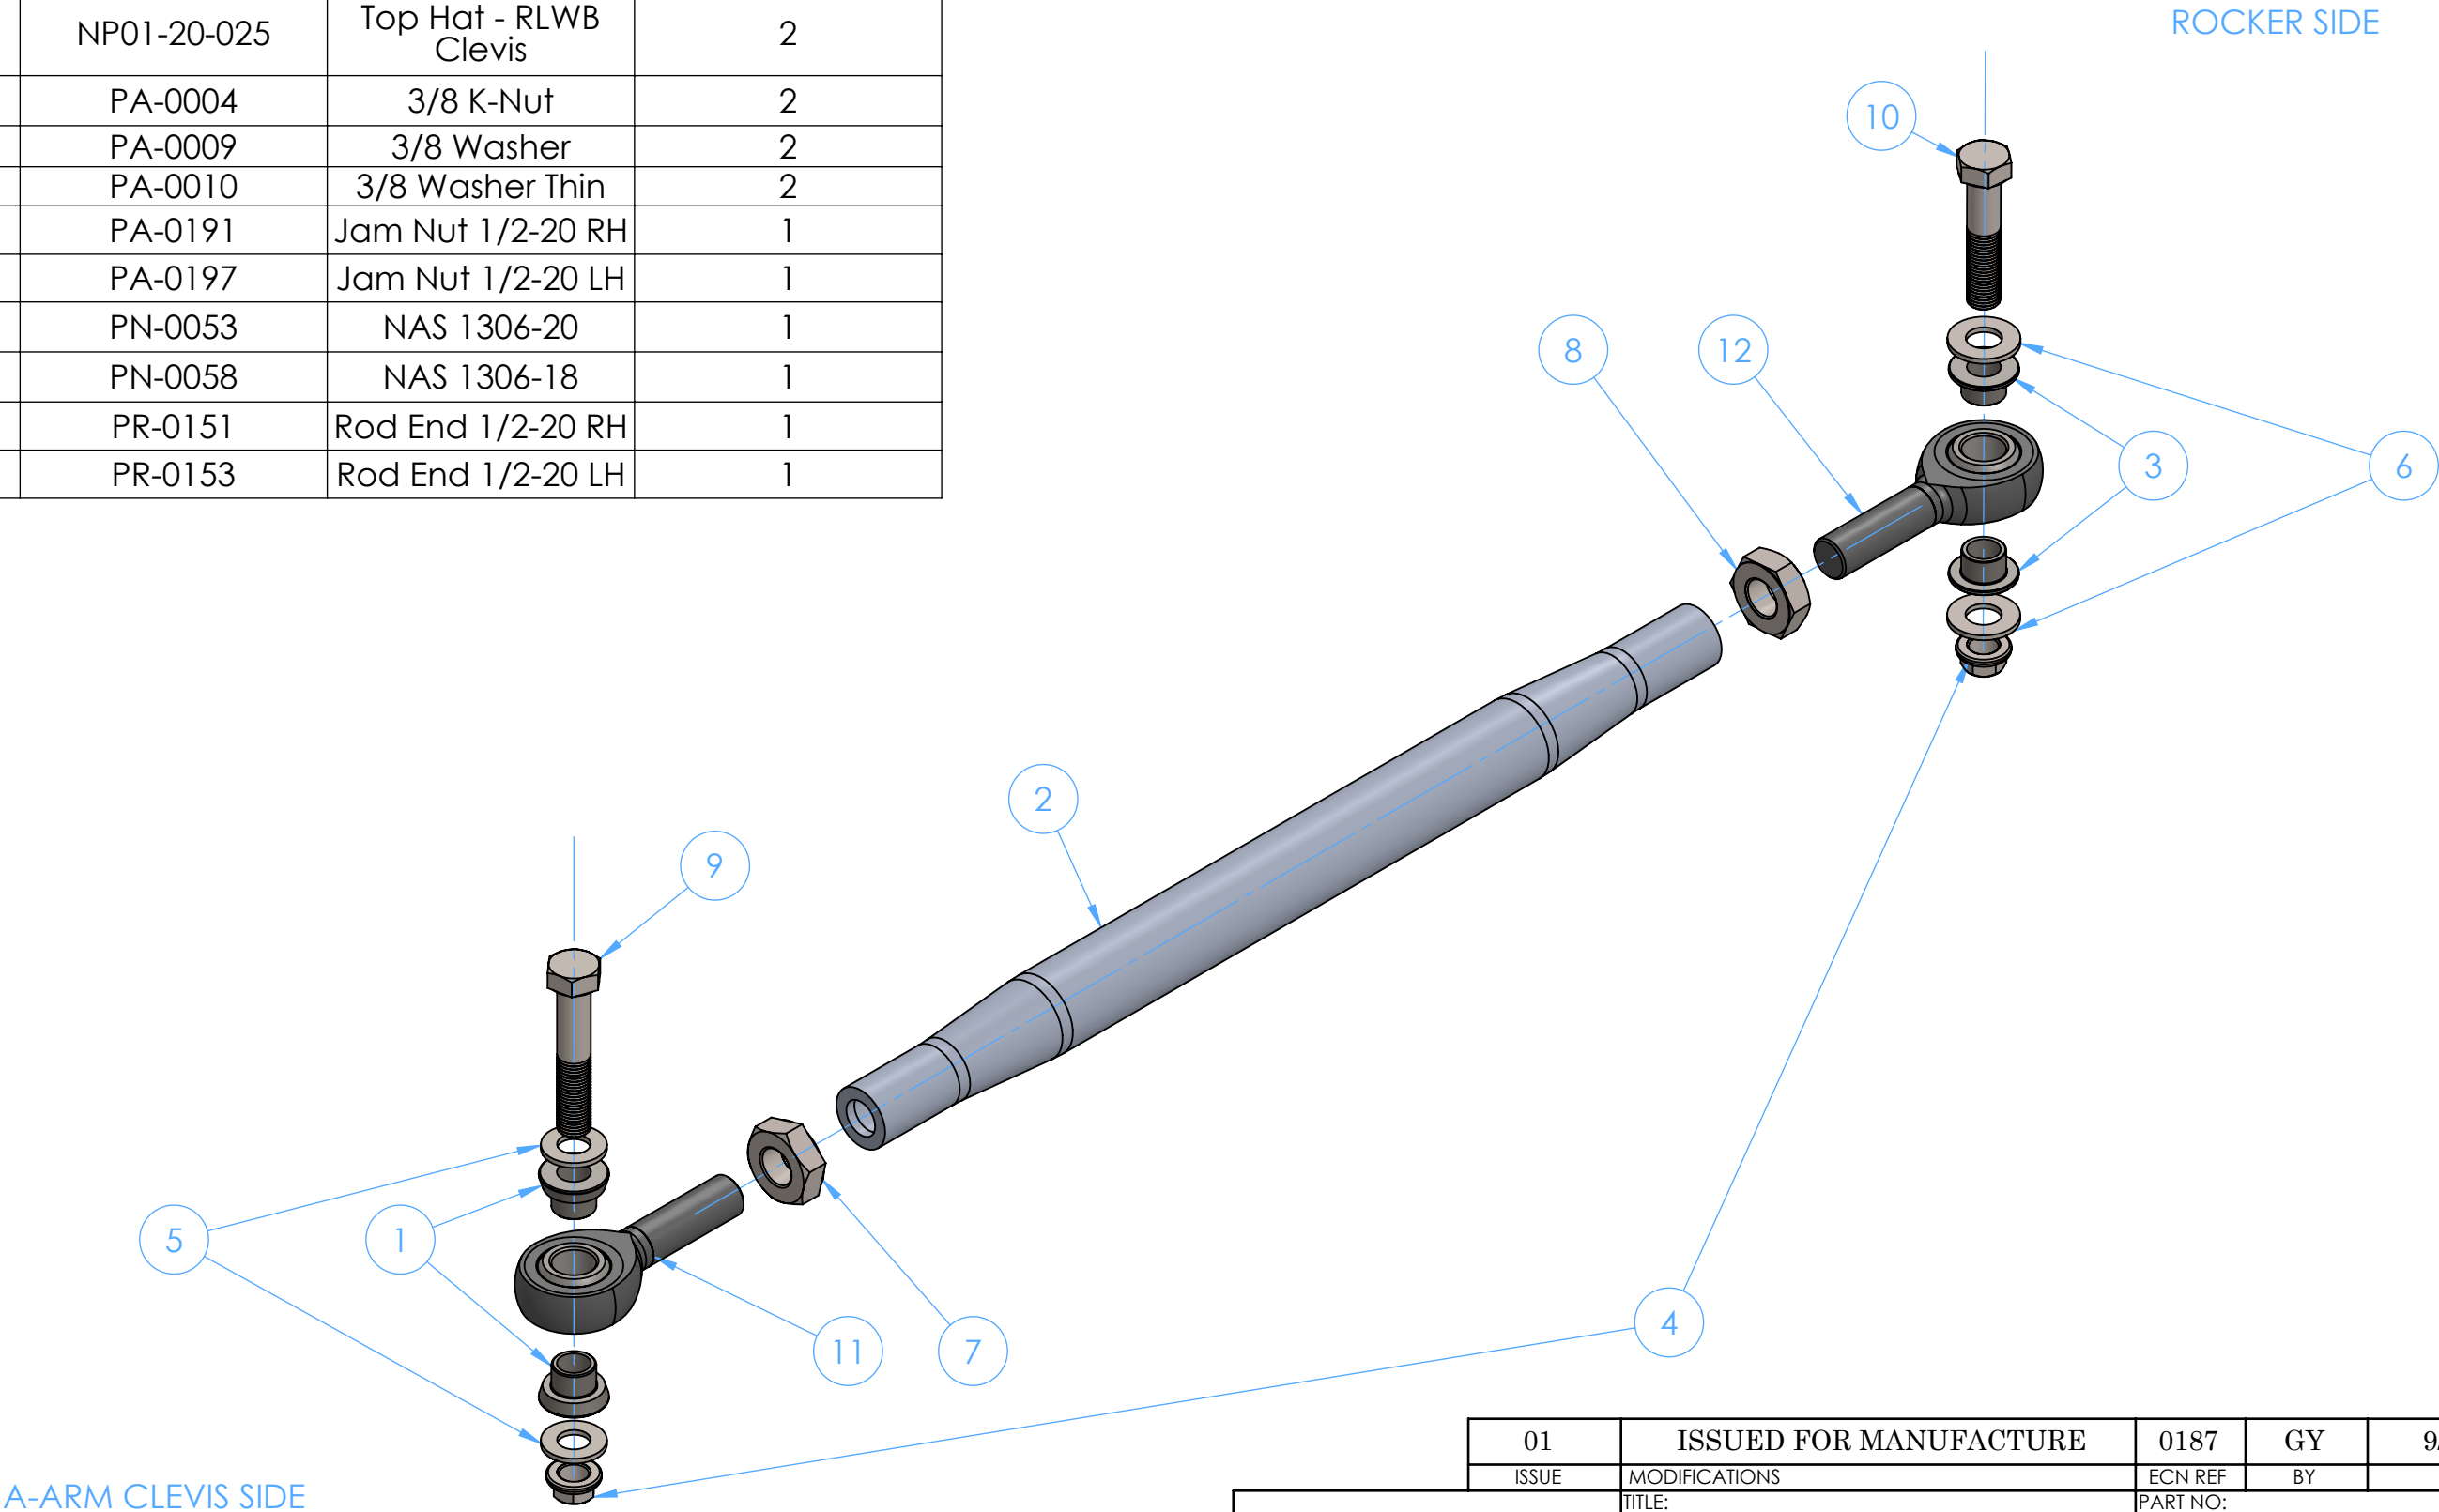 NP01-20-025 Top Hat - RLWB Clevis 2
PA-0004 3/8 K-Nut 2
PA-0009 3/8 Washer 2
PA-0010 3/8 Washer Thin 2
PA-0191 Jam Nut 1/2-20 RH 1
PA-0197 Jam Nut 1/2-20 LH 1
PN-0053 NAS 1306-20 1
PN-0058 NAS 1306-18 1
PR-0151 Rod End 1/2-20 RH 1
PR-0153 Rod End 1/2-20 LH 1
ROCKER SIDE
10
8
12
3
6
2
9
5
1
11
7
4
A-ARM CLEVIS SIDE
01 ISSUED FOR MANUFACTURE 0187 GY
ISSUE MODIFICATIONS ECN REF BY
TITLE: PART NO: